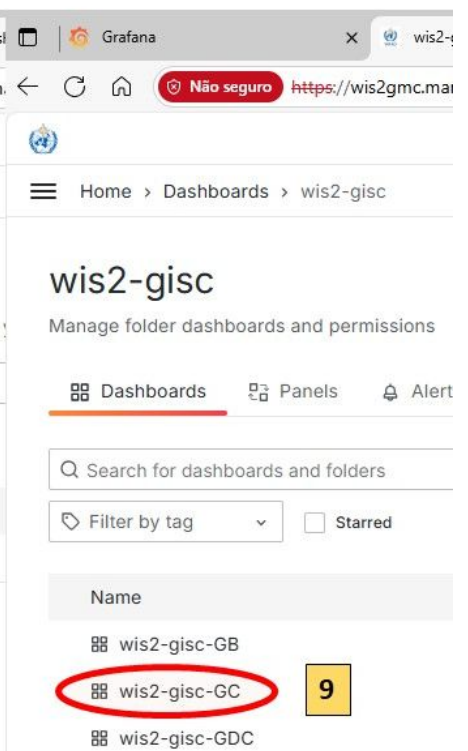 Grafana
wis2-
Não seguro https://wis2gmc.mar
Home › Dashboards › wis2-gisc
wis2-gisc
Manage folder dashboards and permissions
Dashboards Panels Alert
Search for dashboards and folders
Filter by tag Starred
Name
wis2-gisc-GB
wis2-gisc-GC 9
wis2-gisc-GDC